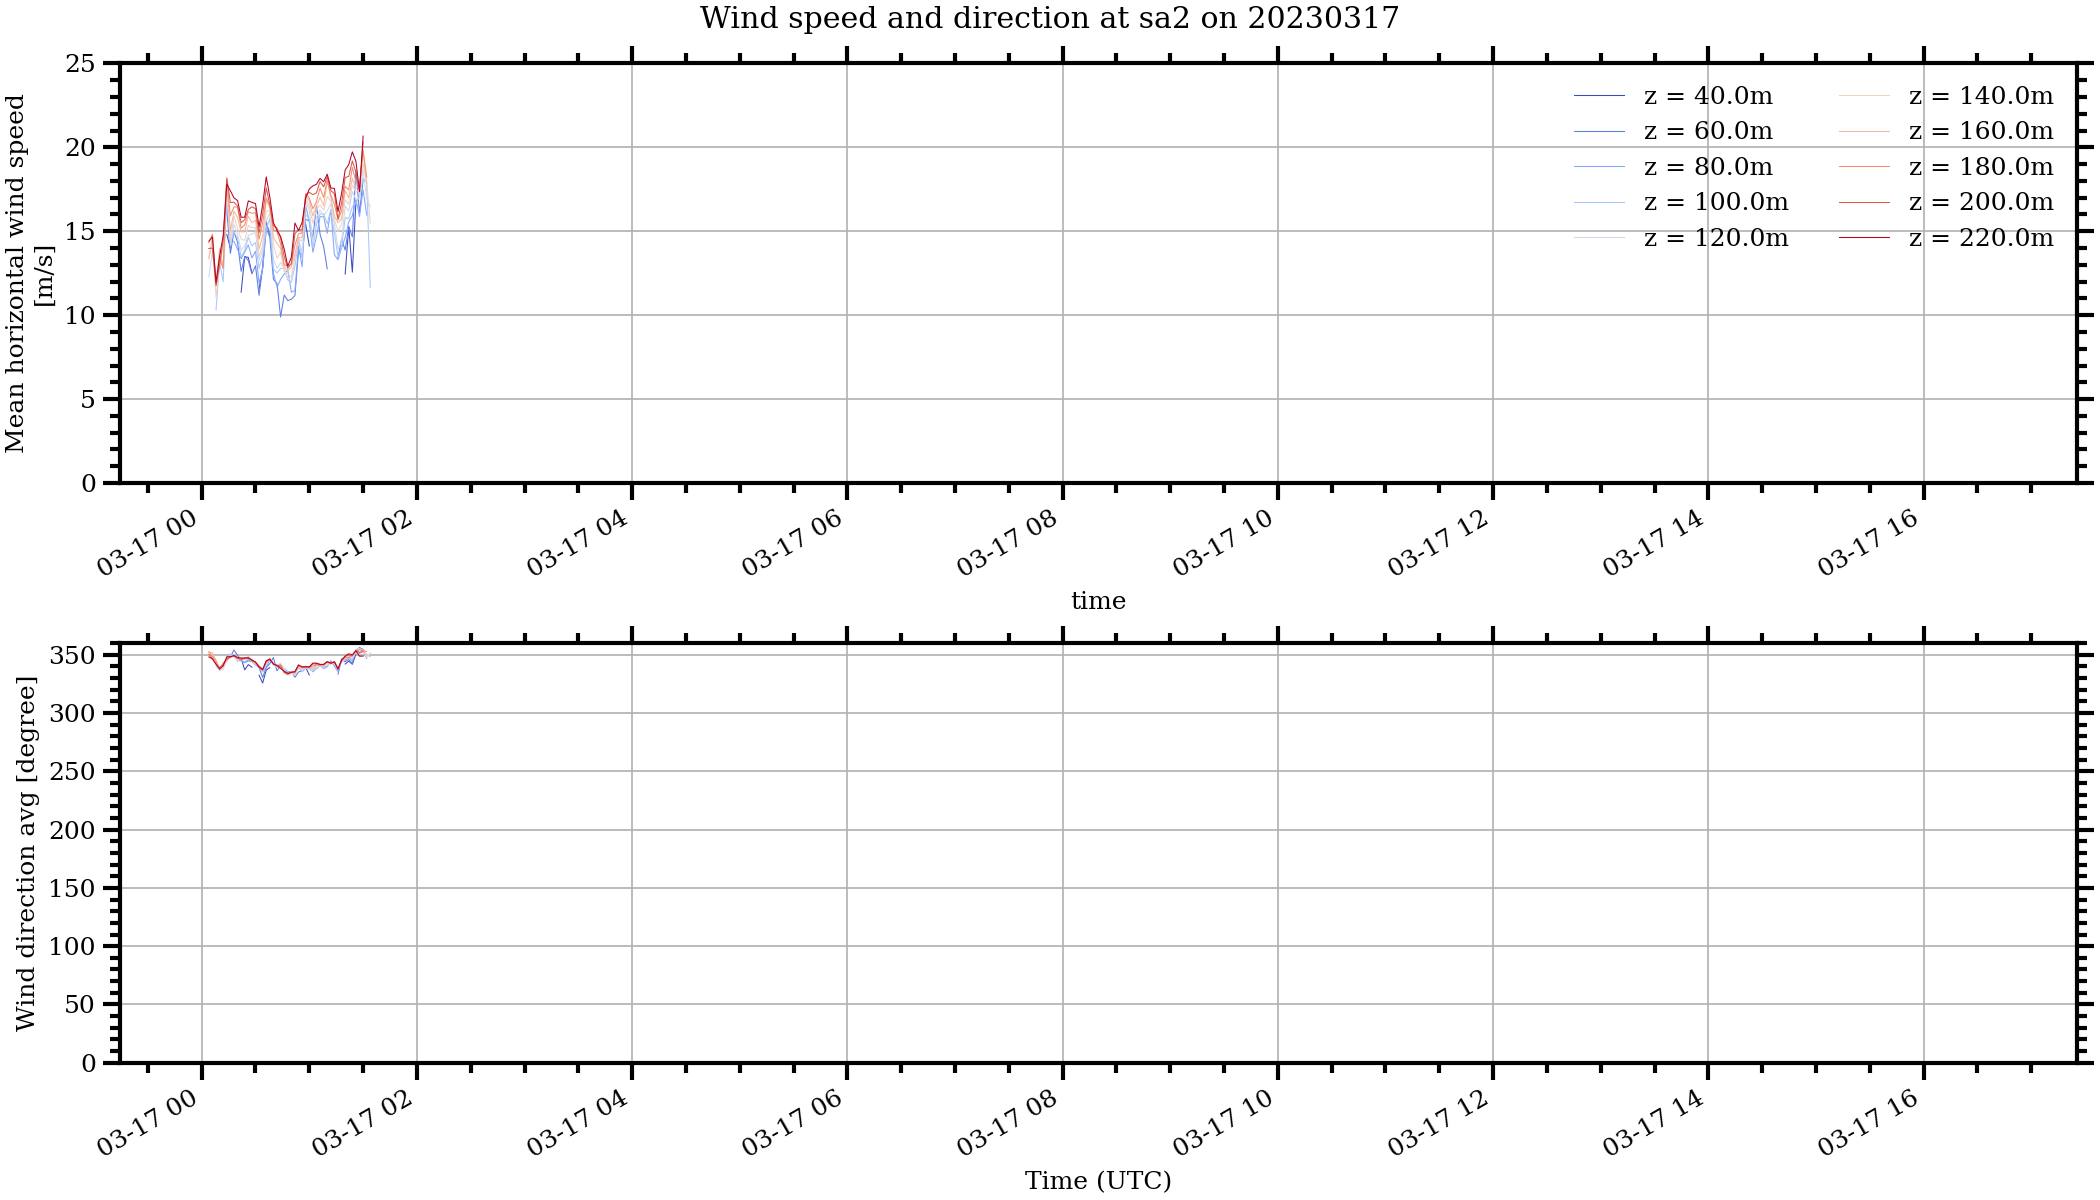 Wind speed and direction at sa2 on 20230317
Mean horizontal wind speed
[m/s]
25
20
15
10
5
0
z = 40.0m
z = 60.0m
z = 80.0m
z = 100.0m
z = 120.0m
z = 140.0m
z = 160.0m
z = 180.0m
z = 200.0m
z = 220.0m
03-17 00
03-17 02
03-17 04
03-17 06
03-17 08
03-17 10
03-17 12
03-17 14
03-17 16
time
Wind direction avg [degree]
350
300
250
200
150
100
50
0
03-17 00
03-17 02
03-17 04
03-17 06
03-17 08
03-17 10
03-17 12
03-17 14
03-17 16
Time (UTC)